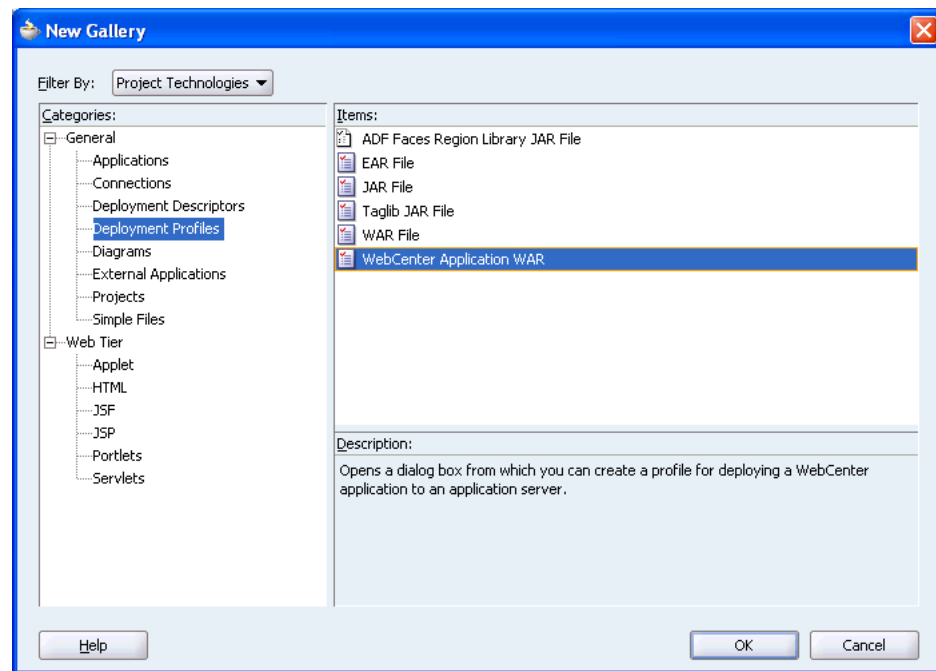 New Gallery
Filter By: Project Technologies
Categories:
General
Applications
Connections
Deployment Descriptors
Deployment Profiles
Diagrams
External Applications
Projects
Simple Files
Web Tier
Applet
HTML
JSF
JSP
Portlets
Servlets
Items:
ADF Faces Region Library JAR File
EAR File
JAR File
Taglib JAR File
WAR File
WebCenter Application WAR
Description:
Opens a dialog box from which you can create a profile for deploying a WebCenter
application to an application server.
Help
OK
Cancel